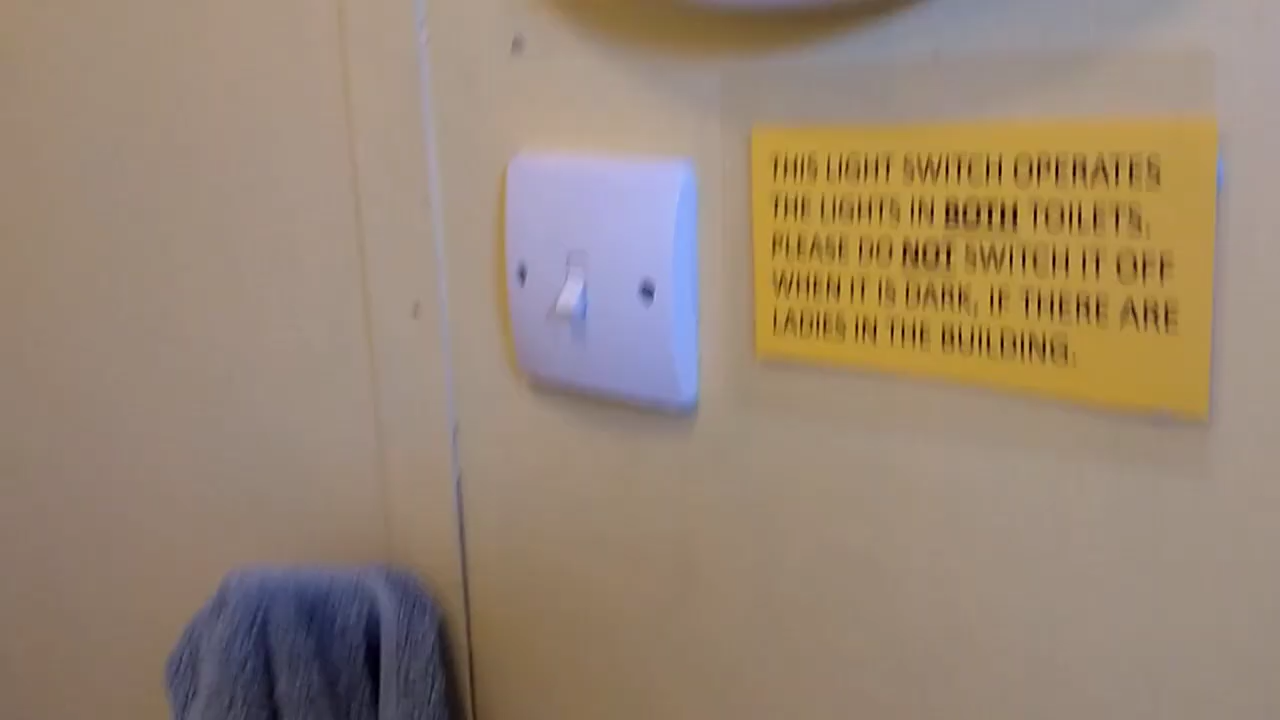 THIS LIGHT SWITCH OPERATES
THE LIGHTS IN BOTH TOILETS,
PLEASE DO NOT SWITCH IT OFF
WHEN IT IS DARK, IF THERE ARE
LADIES IN THE BUILDING.